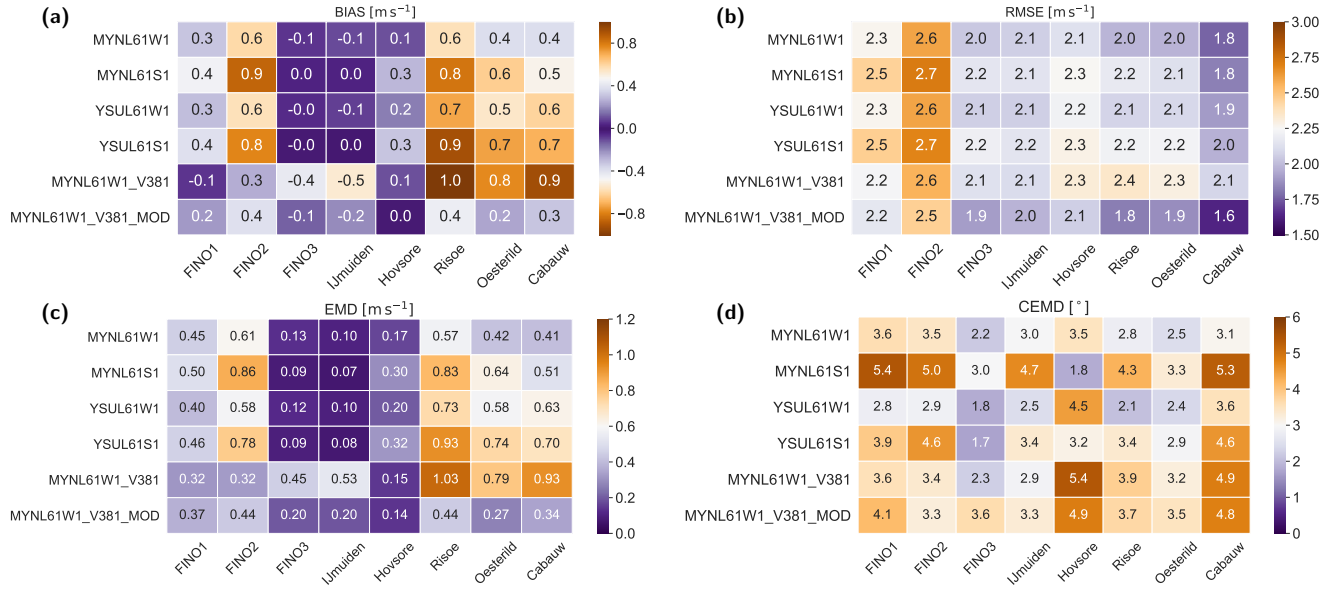 (a)
BIAS [m s−1]
MYNL61W1 0.3 0.6 -0.1 -0.1 0.1 0.6 0.4 0.4
MYNL61S1 0.4 0.9 0.0 0.0 0.3 0.8 0.6 0.5
YSUL61W1 0.3 0.6 -0.0 -0.1 0.2 0.7 0.5 0.6
YSUL61S1 0.4 0.8 -0.0 0.0 0.3 0.9 0.7 0.7
MYNL61W1_V381 -0.1 0.3 -0.4 -0.5 0.1 1.0 0.8 0.9
MYNL61W1_V381_MOD 0.2 0.4 -0.1 -0.2 0.0 0.4 0.2 0.3
FINO1 FINO2 FINO3 IJmuiden Hovsore Risoe Oesterild Cabauw
0.8
0.4
0.0
−0.4
−0.8
(b)
RMSE [m s−1]
MYNL61W1 2.3 2.6 2.0 2.1 2.1 2.0 2.0 1.8
MYNL61S1 2.5 2.7 2.2 2.1 2.3 2.2 2.1 1.8
YSUL61W1 2.3 2.6 2.1 2.1 2.2 2.1 2.1 1.9
YSUL61S1 2.5 2.7 2.2 2.2 2.3 2.2 2.2 2.0
MYNL61W1_V381 2.2 2.6 2.1 2.1 2.3 2.4 2.3 2.1
MYNL61W1_V381_MOD 2.2 2.5 1.9 2.0 2.1 1.8 1.9 1.6
FINO1 FINO2 FINO3 IJmuiden Hovsore Risoe Oesterild Cabauw
3.00
2.75
2.50
2.25
2.00
1.75
1.50
(c)
EMD [m s−1]
MYNL61W1 0.45 0.61 0.13 0.10 0.17 0.57 0.42 0.41
MYNL61S1 0.50 0.86 0.09 0.07 0.30 0.83 0.64 0.51
YSUL61W1 0.40 0.58 0.12 0.10 0.20 0.73 0.58 0.63
YSUL61S1 0.46 0.78 0.09 0.08 0.32 0.93 0.74 0.70
MYNL61W1_V381 0.32 0.32 0.45 0.53 0.15 1.03 0.79 0.93
MYNL61W1_V381_MOD 0.37 0.44 0.20 0.20 0.14 0.44 0.27 0.34
FINO1 FINO2 FINO3 IJmuiden Hovsore Risoe Oesterild Cabauw
1.2
1.0
0.8
0.6
0.4
0.2
0.0
(d)
CEMD [°]
MYNL61W1 3.6 3.5 2.2 3.0 3.5 2.8 2.5 3.1
MYNL61S1 5.4 5.0 3.0 4.7 1.8 4.3 3.3 5.3
YSUL61W1 2.8 2.9 1.8 2.5 4.5 2.1 2.4 3.6
YSUL61S1 3.9 4.6 1.7 3.4 3.2 3.4 2.9 4.6
MYNL61W1_V381 3.6 3.4 2.3 2.9 5.4 3.9 3.2 4.9
MYNL61W1_V381_MOD 4.1 3.3 3.6 3.3 4.9 3.7 3.5 4.8
FINO1 FINO2 FINO3 IJmuiden Hovsore Risoe Oesterild Cabauw
6
5
4
3
2
1
0